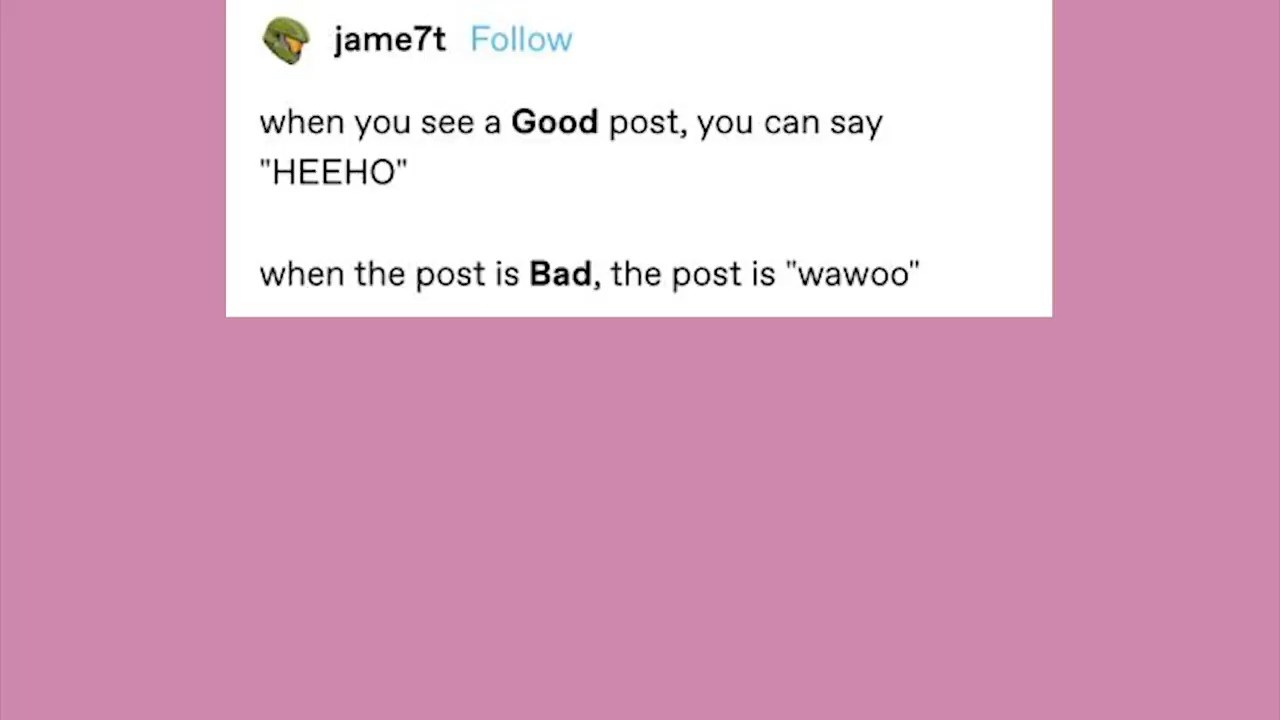 jame7t Follow
when you see a Good post, you can say
"HEEHO"
when the post is Bad, the post is "wawoo"